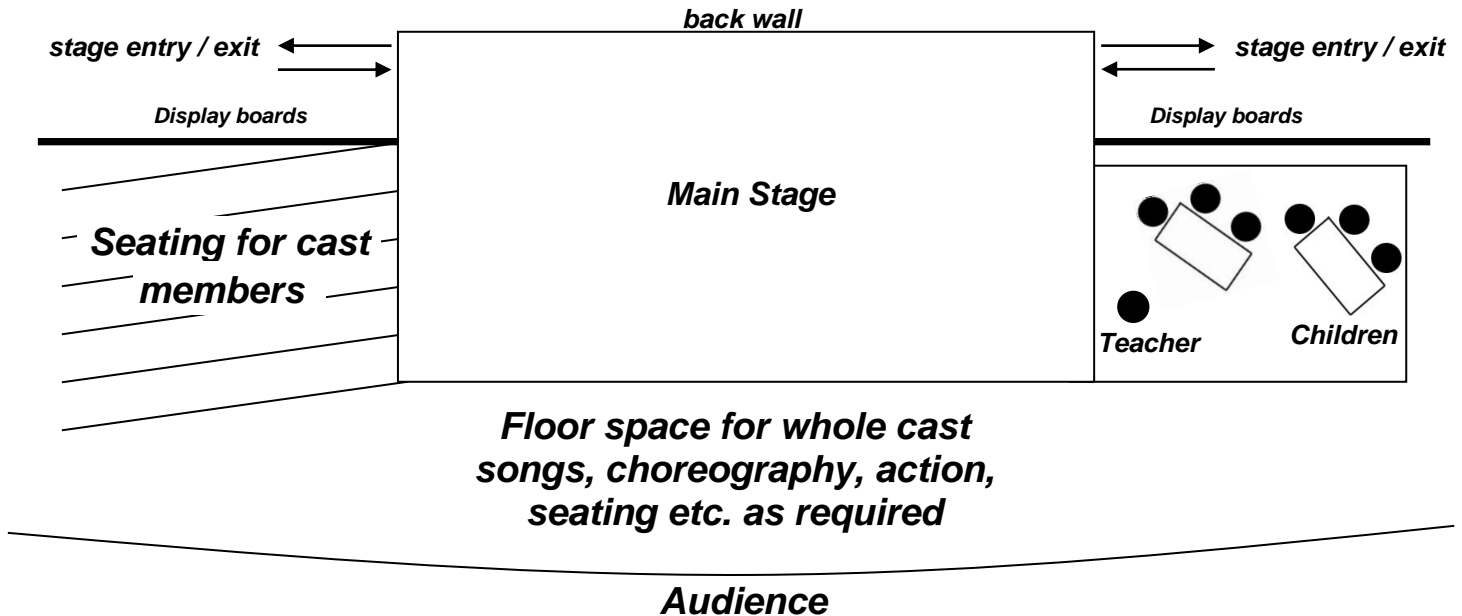 back wall
stage entry / exit
stage entry / exit
Display boards
Display boards
Main Stage
Seating for cast
members
Teacher
Children
Floor space for whole cast
songs, choreography, action,
seating etc. as required
Audience